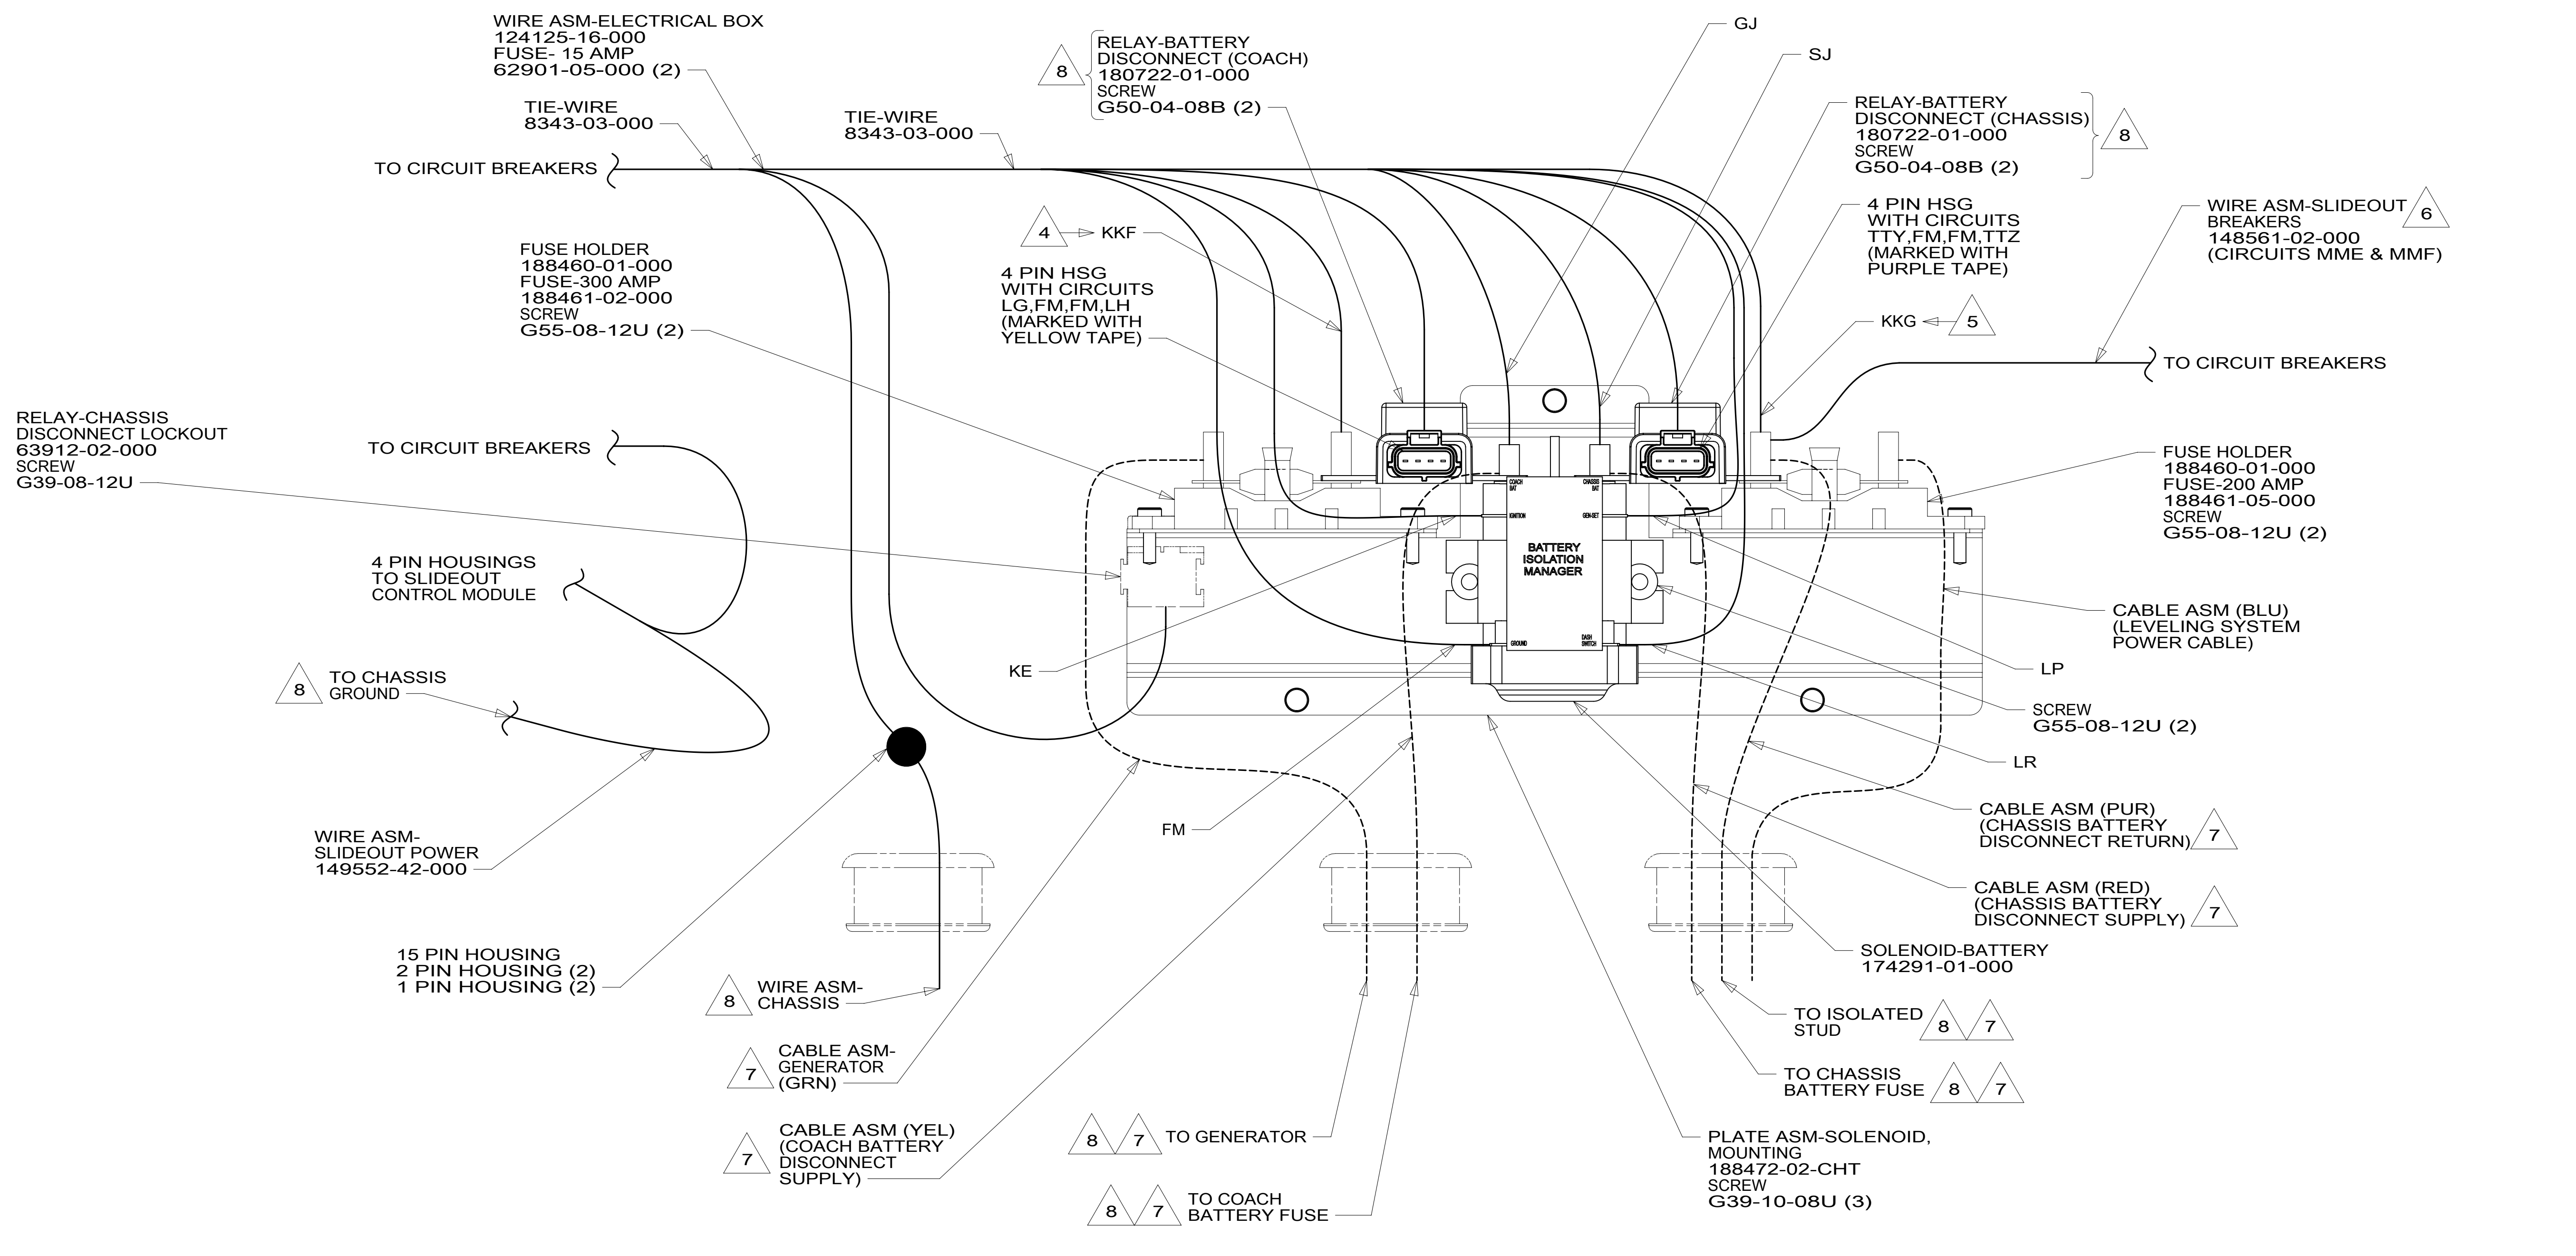 WIRE ASM-ELECTRICAL BOX
124125-16-000
FUSE- 15 AMP
62901-05-000 (2)
TIE-WIRE
8343-03-000
TIE-WIRE
8343-03-000
TO CIRCUIT BREAKERS
8
RELAY-BATTERY
DISCONNECT (COACH)
180722-01-000
SCREW
G50-04-08B (2)
GJ
SJ
RELAY-BATTERY
DISCONNECT (CHASSIS)
180722-01-000
SCREW
G50-04-08B (2)
8
4 PIN HSG
WITH CIRCUITS
TTY,FM,FM,TTZ
(MARKED WITH
PURPLE TAPE)
WIRE ASM-SLIDEOUT
BREAKERS
148561-02-000
(CIRCUITS MME & MMF)
6
4
KKF
4 PIN HSG
WITH CIRCUITS
LG,FM,FM,LH
(MARKED WITH
YELLOW TAPE)
FUSE HOLDER
188460-01-000
FUSE-300 AMP
188461-02-000
SCREW
G55-08-12U (2)
KKG
5
TO CIRCUIT BREAKERS
RELAY-CHASSIS
DISCONNECT LOCKOUT
63912-02-000
SCREW
G39-08-12U
TO CIRCUIT BREAKERS
FUSE HOLDER
188460-01-000
FUSE-200 AMP
188461-05-000
SCREW
G55-08-12U (2)
COACH
BAT
CHASSIS
BAT
IGNITION
GEN-SET
BATTERY
ISOLATION
MANAGER
GROUND
DASH
SWITCH
4 PIN HOUSINGS
TO SLIDEOUT
CONTROL MODULE
CABLE ASM (BLU)
(LEVELING SYSTEM
POWER CABLE)
8
TO CHASSIS
GROUND
KE
LP
SCREW
G55-08-12U (2)
LR
FM
CABLE ASM (PUR)
(CHASSIS BATTERY
DISCONNECT RETURN)
7
WIRE ASM-
SLIDEOUT POWER
149552-42-000
CABLE ASM (RED)
(CHASSIS BATTERY
DISCONNECT SUPPLY)
7
15 PIN HOUSING
2 PIN HOUSING (2)
1 PIN HOUSING (2)
SOLENOID-BATTERY
174291-01-000
8
WIRE ASM-
CHASSIS
TO ISOLATED
STUD
8
7
7
CABLE ASM-
GENERATOR
(GRN)
TO CHASSIS
BATTERY FUSE
8
7
7
CABLE ASM (YEL)
(COACH BATTERY
DISCONNECT
SUPPLY)
8
7
TO GENERATOR
PLATE ASM-SOLENOID,
MOUNTING
188472-02-CHT
SCREW
G39-10-08U (3)
8
7
TO COACH
BATTERY FUSE